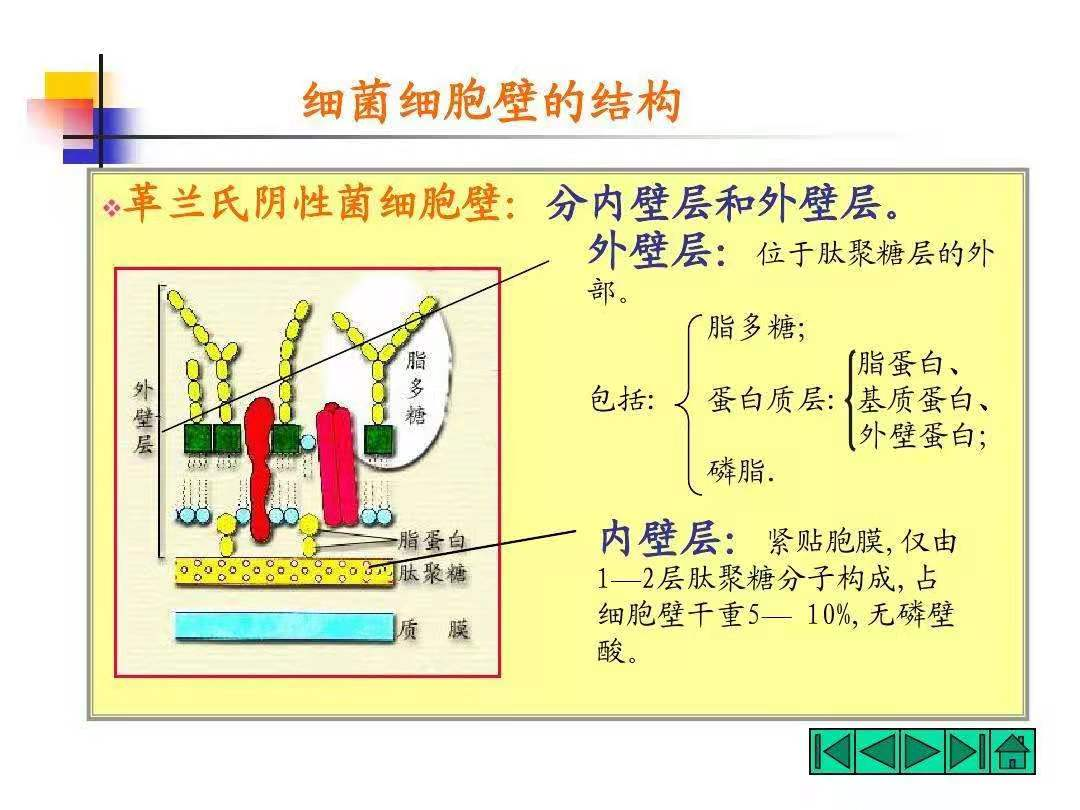 细菌细胞壁的结构
革兰氏阴性菌细胞壁：分内壁层和外壁层。
外壁层：位于肽聚糖层的外
部。
包括:
脂多糖;
蛋白质层:
脂蛋白、
基质蛋白、
外壁蛋白;
磷脂.
内壁层：紧贴胞膜,仅由
1—2层肽聚糖分子构成,占
细胞壁干重5— 10%,无磷壁
酸。
外壁层
脂多糖
脂蛋白
肽聚糖
质 膜